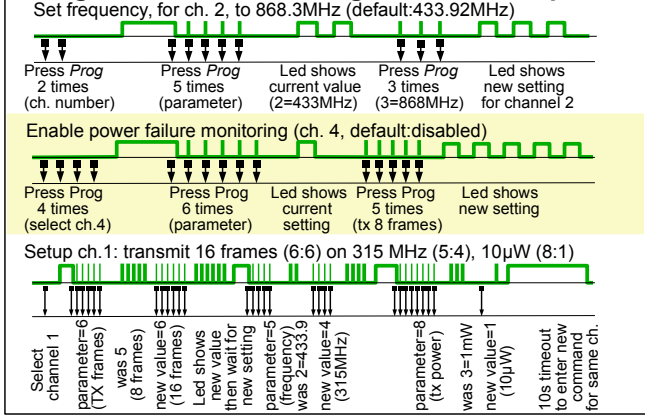 Set frequency, for ch. 2, to 868.3MHz (default:433.92MHz)
Press Prog
2 times
(ch. number)
Press Prog
5 times
(parameter)
Led shows
current value
(2=433MHz)
Press Prog
3 times
(3=868MHz)
Led shows
new setting
for channel 2
Enable power failure monitoring (ch. 4, default:disabled)
Press Prog
4 times
(select ch.4)
Press Prog
6 times
(parameter)
Led shows
current
setting
Press Prog
5 times
(tx 8 frames)
Led shows
new setting
Setup ch.1: transmit 16 frames (6:6) on 315 MHz (5:4), 10µW (8:1)
Select
channel 1
parameter=6
(TX frames)
was 5
(8 frames)
new value=6
(16 frames)
Led shows
new value
then wait for
new setting
parameter=5
(frequency)
was 2=433.9
new value=4
(315MHz)
parameter=8
(tx power)
was 3=1mW
new value=1
(10µW)
10s timeout
to enter new
command
for same ch.